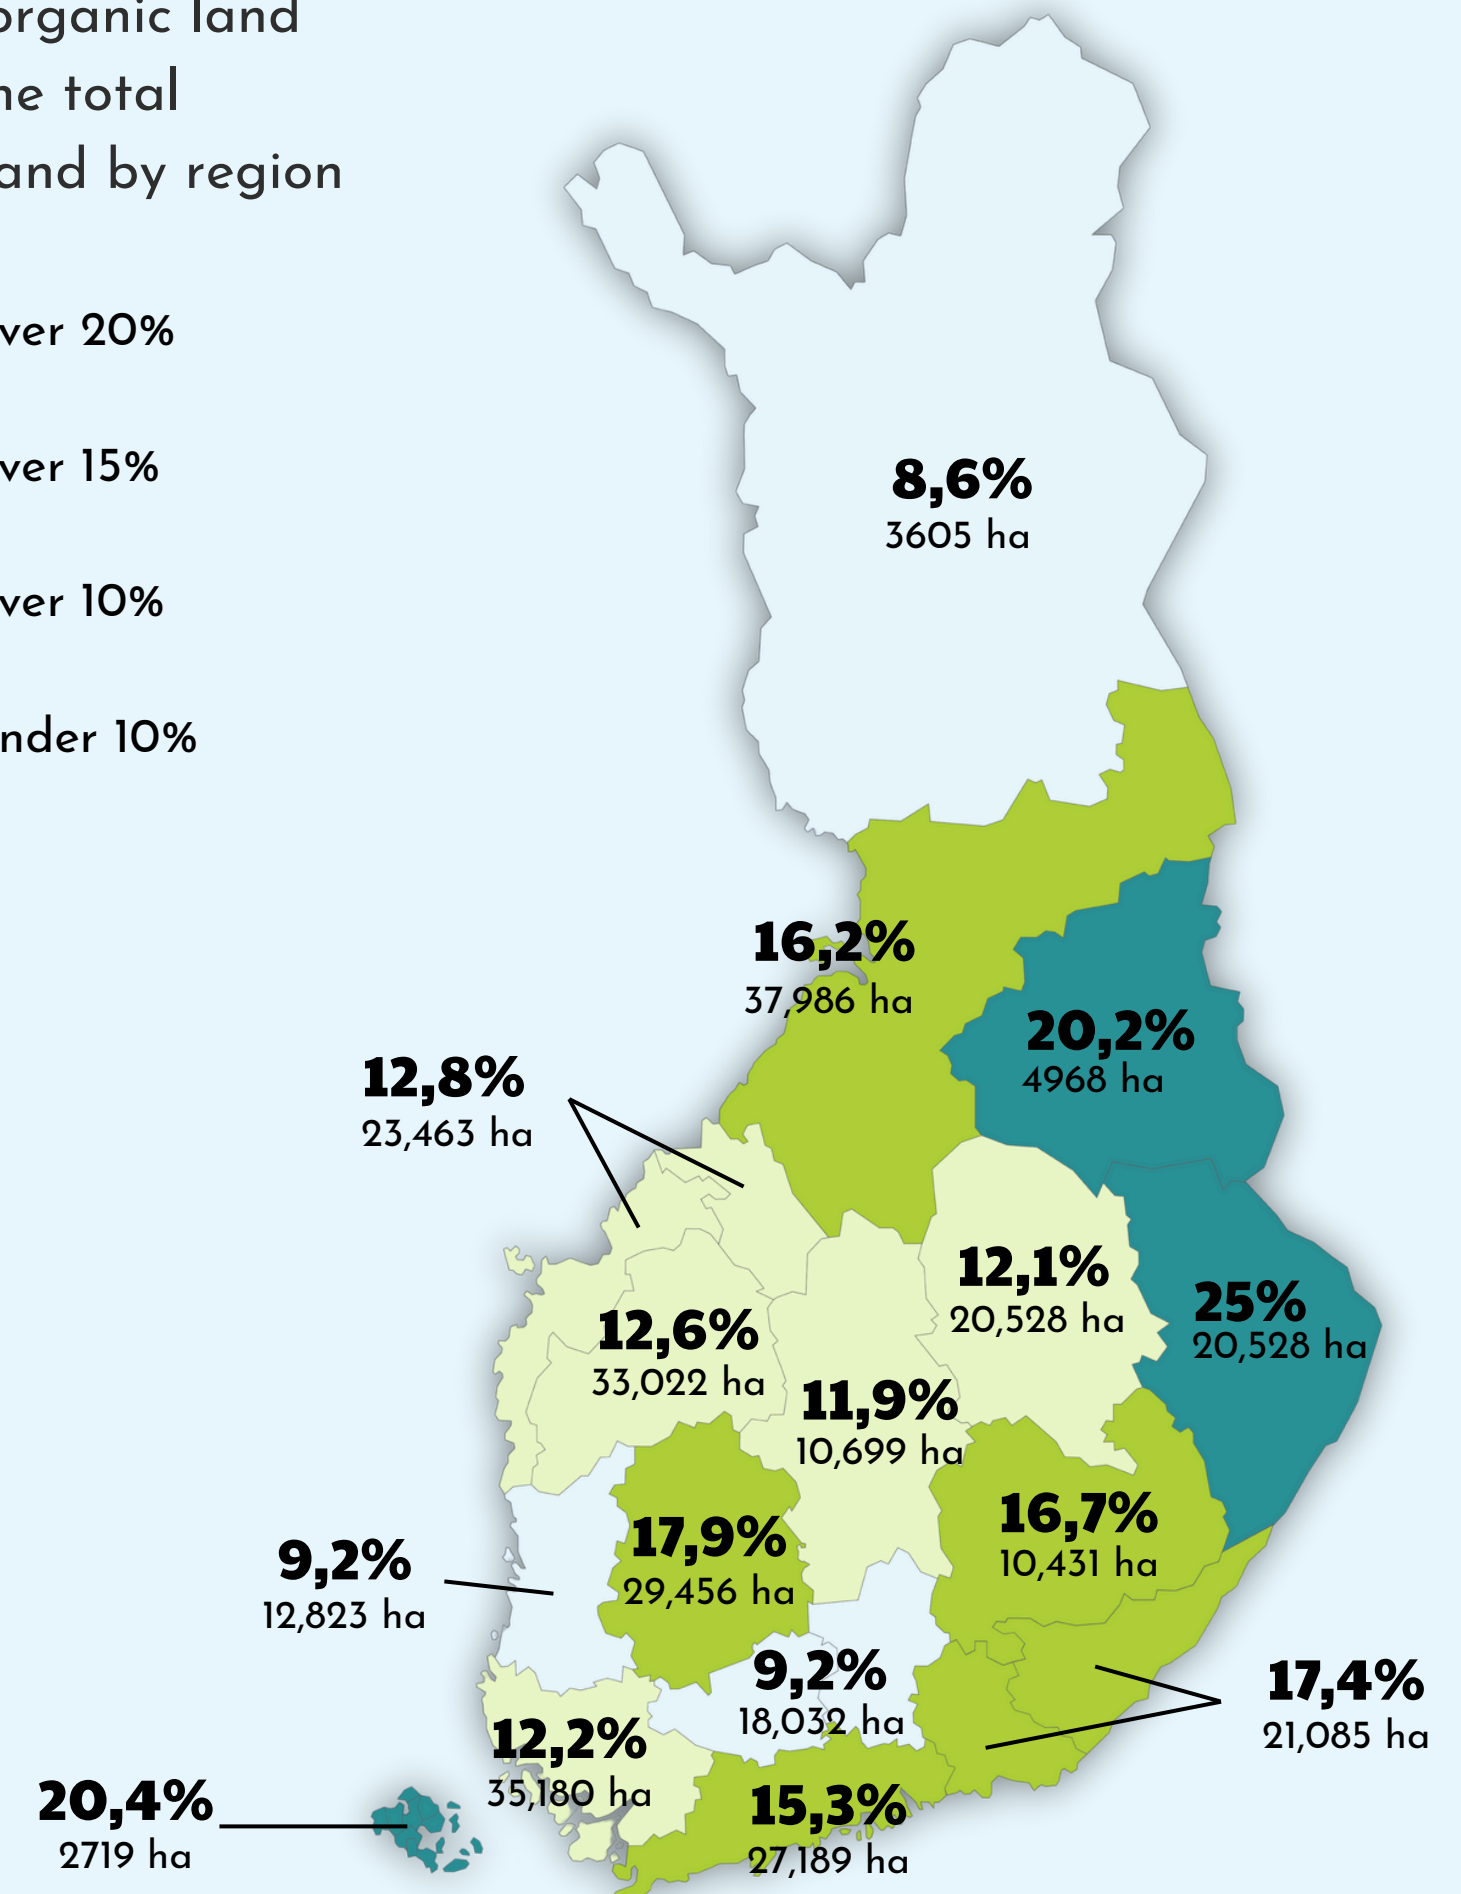 organic land
he total
and by region
ver 20%
ver 15%
ver 10%
nder 10%
8,6%
3605 ha
16,2%
37,986 ha
20,2%
4968 ha
12,8%
23,463 ha
12,1%
20,528 ha
25%
20,528 ha
12,6%
33,022 ha
11,9%
10,699 ha
16,7%
10,431 ha
17,9%
29,456 ha
9,2%
12,823 ha
9,2%
18,032 ha
17,4%
21,085 ha
12,2%
35,180 ha
20,4%
2719 ha
15,3%
27,189 ha